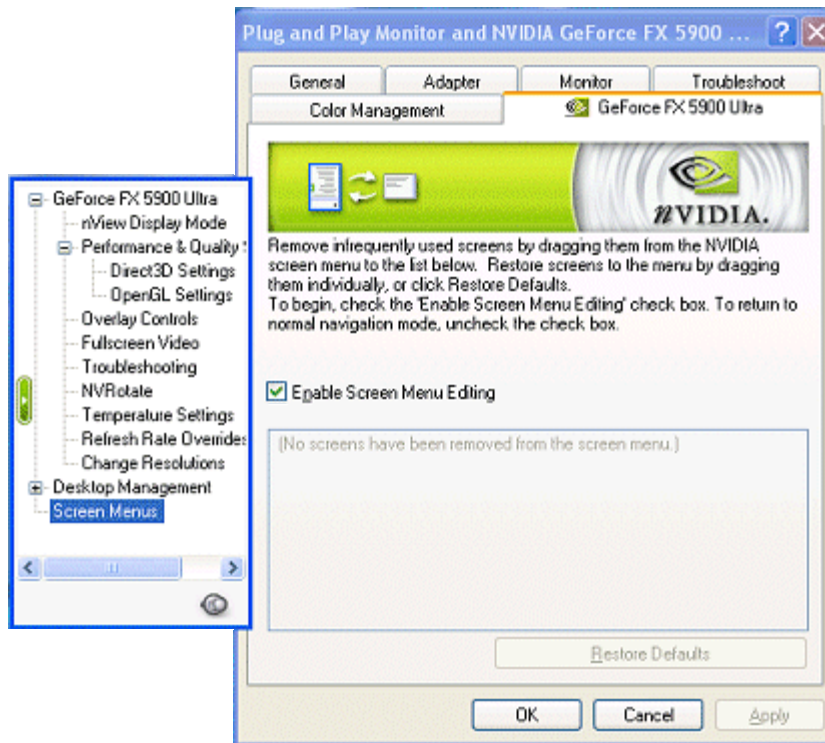 Plug and Play Monitor and NVIDIA GeForce FX 5900 ...
General
Adapter
Monitor
Troubleshoot
Color Management
GeForce FX 5900 Ultra
nVIDIA.
Remove infrequently used screens by dragging them from the NVIDIA
screen menu to the list below. Restore screens to the menu by dragging
them individually, or click Restore
Defaults.
To begin, check the 'Enable Screen Menu Editing' check box. To return to
normal navigation mode, uncheck the check box.
Enable Screen Menu Editing
(No screens have been removed from the screen menu.)
Restore Defaults
OK
Cancel
Apply
GeForce FX 5900 Ultra
nView Display Mode
Performance & Quality
Direct3D Settings
OpenGL Settings
Overlay Controls
Fullscreen Video
Troubleshooting
NVRotate
Temperature Settings
Refresh Rate Overrides
Change Resolutions
Desktop Management
Screen Menus